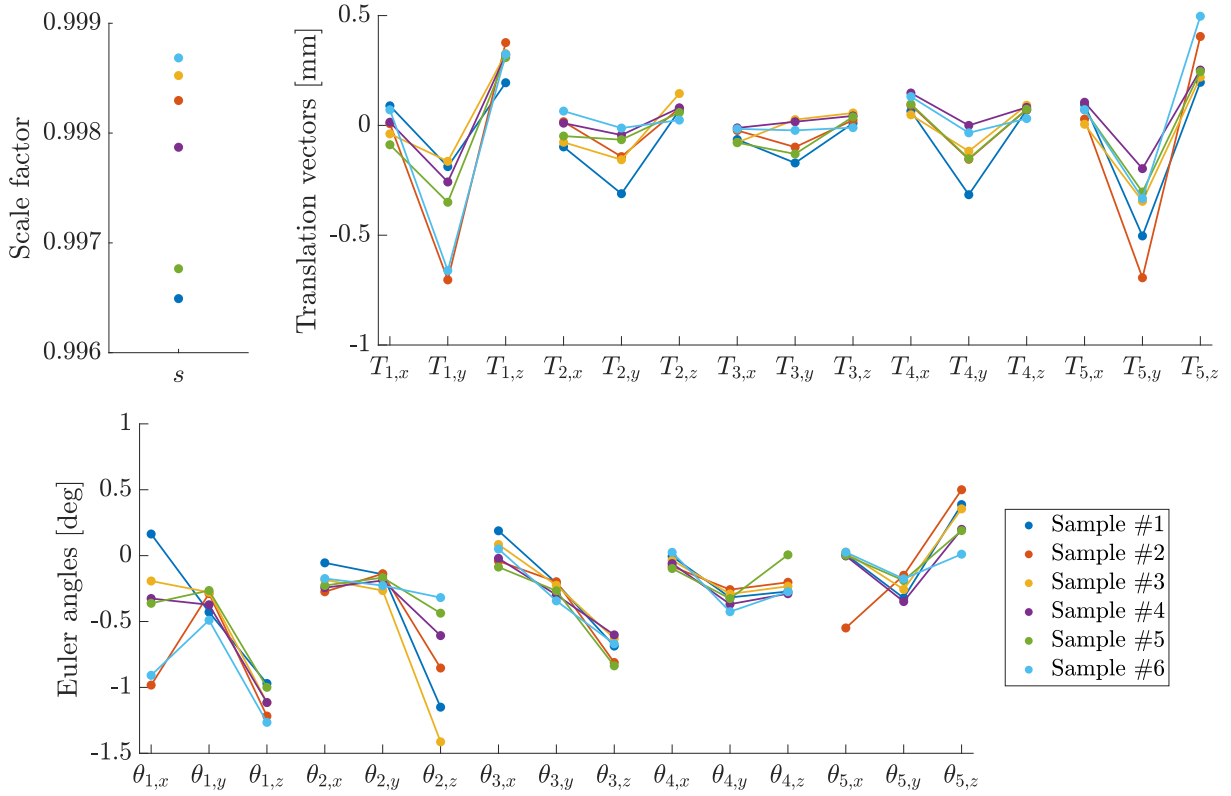 0.999
0.998
0.997
0.996
Scale factor
s
0.5
0
-0.5
-1
Translation vectors [mm]
T1,x T1,y T1,z T2,x T2,y T2,z T3,x T3,y T3,z T4,x T4,y T4,z T5,x T5,y T5,z
1
0.5
0
-0.5
-1
-1.5
Euler angles [deg]
θ1,x θ1,y θ1,z θ2,x θ2,y θ2,z θ3,x θ3,y θ3,z θ4,x θ4,y θ4,z θ5,x θ5,y θ5,z
Sample #1
Sample #2
Sample #3
Sample #4
Sample #5
Sample #6